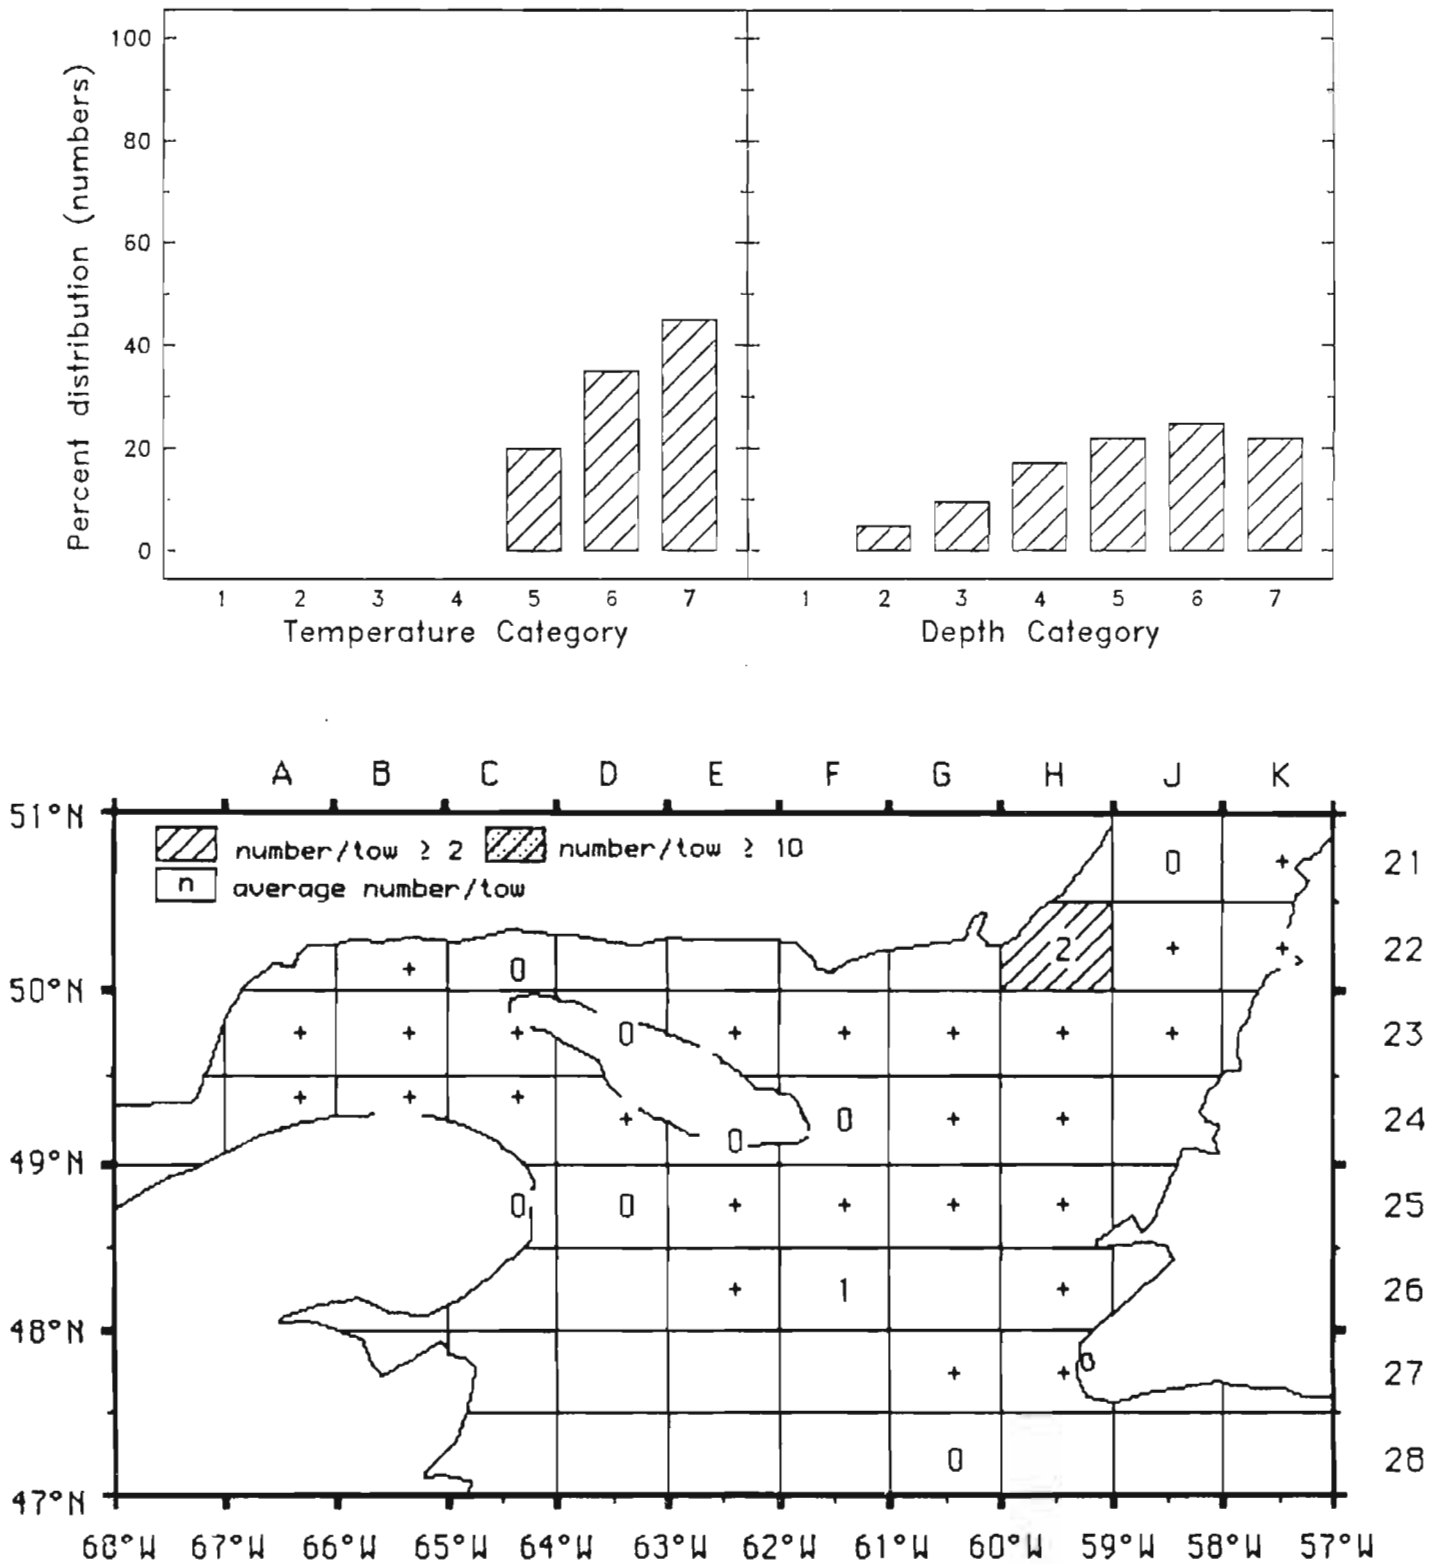 100
80
60
40
20
0
Percent distribution (numbers)
1 2 3 4 5 6 7 1 2 3 4 5 6 7
Temperature Category Depth Category
A B C D E F G H J K
51°N
number/tow ≥ 2 number/tow ≥ 10
n average number/tow
0 + 21
+ 0 2 + + 22
50°N
+ + + 0 + + + + + 23
+ + + + 0 0 + + 24
49°N
0 0 + + + + 25
+ 1 + 26
48°N
+ + 0 27
0 28
47°N
68°W 67°W 66°W 65°W 64°W 63°W 62°W 61°W 60°W 59°W 58°W 57°W